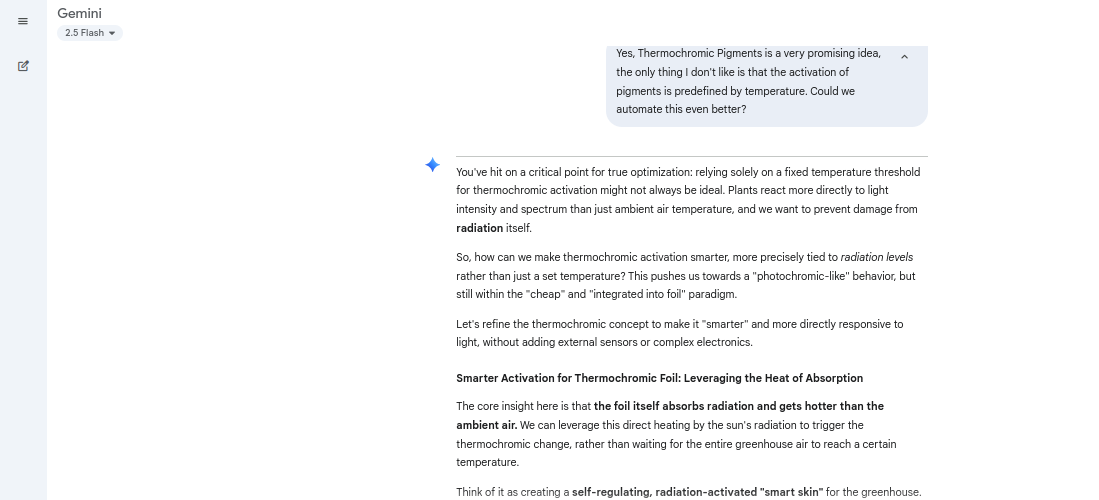 Gemini
2.5 Flash
Yes, Thermochromic Pigments is a very promising idea,
the only thing I don't like is that the activation of
pigments is predefined by temperature. Could we
automate this even better?
You've hit on a critical point for true optimization: relying solely on a fixed temperature threshold
for thermochromic activation might not always be ideal. Plants react more directly to light
intensity and spectrum than just ambient air temperature, and we want to prevent damage from
radiation itself.
So, how can we make thermochromic activation smarter, more precisely tied to radiation levels
rather than just a set temperature? This pushes us towards a "photochromic-like" behavior, but
still within the "cheap" and "integrated into foil" paradigm.
Let's refine the thermochromic concept to make it "smarter" and more directly responsive to
light, without adding external sensors or complex electronics.
Smarter Activation for Thermochromic Foil: Leveraging the Heat of Absorption
The core insight here is that the foil itself absorbs radiation and gets hotter than the
ambient air. We can leverage this direct heating by the sun's radiation to trigger the
thermochromic change, rather than waiting for the entire greenhouse air to reach a certain
temperature.
Think of it as creating a self-regulating, radiation-activated "smart skin" for the greenhouse.